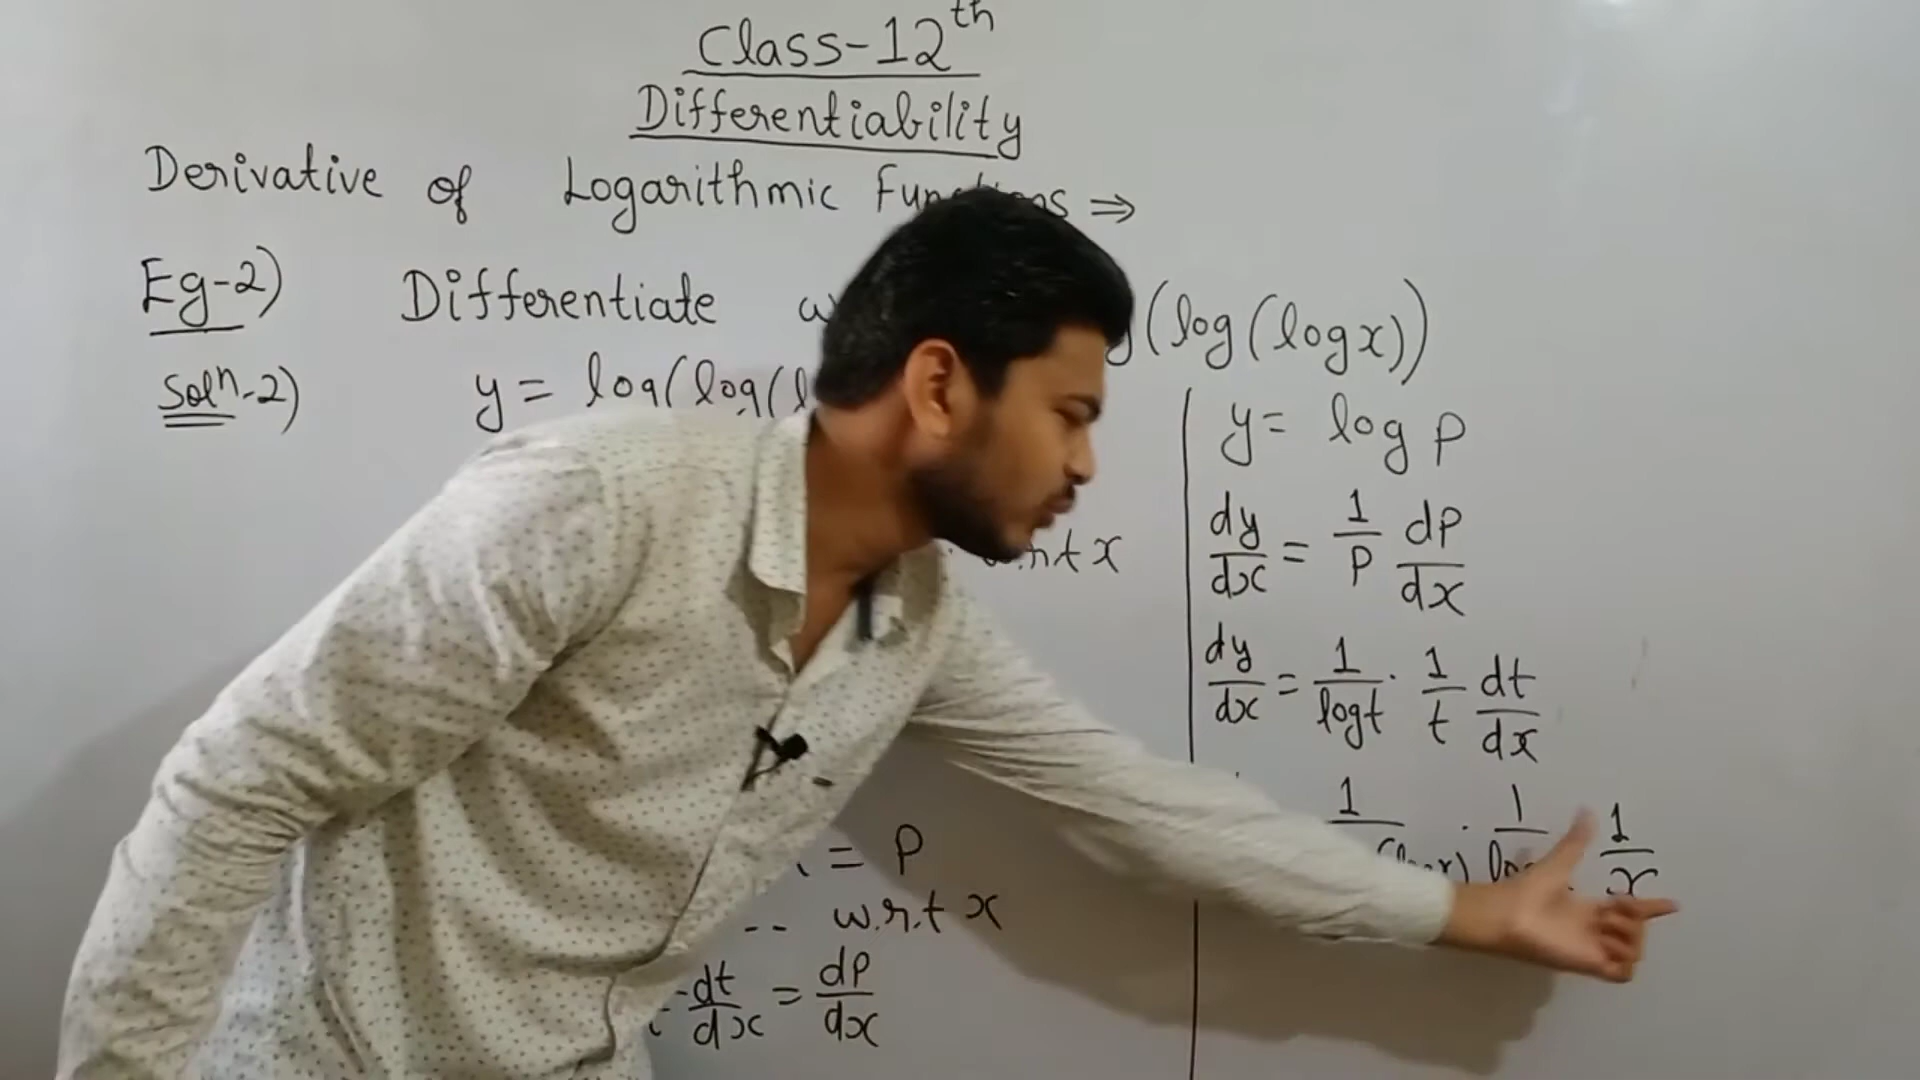 Class-12th
Differentiability
Derivative of Logarithmic Functions ⇒
Eg-2) Differentiate (log(logx))
Soln-2) y = log(log(
y = log P
w.r.t x
dy/dx = 1/P dP/dx
dy/dx = 1/logt . 1/t dt/dx
1 . 1 . 1/x
= P
-- w.r.t x
dt/dx = dP/dx